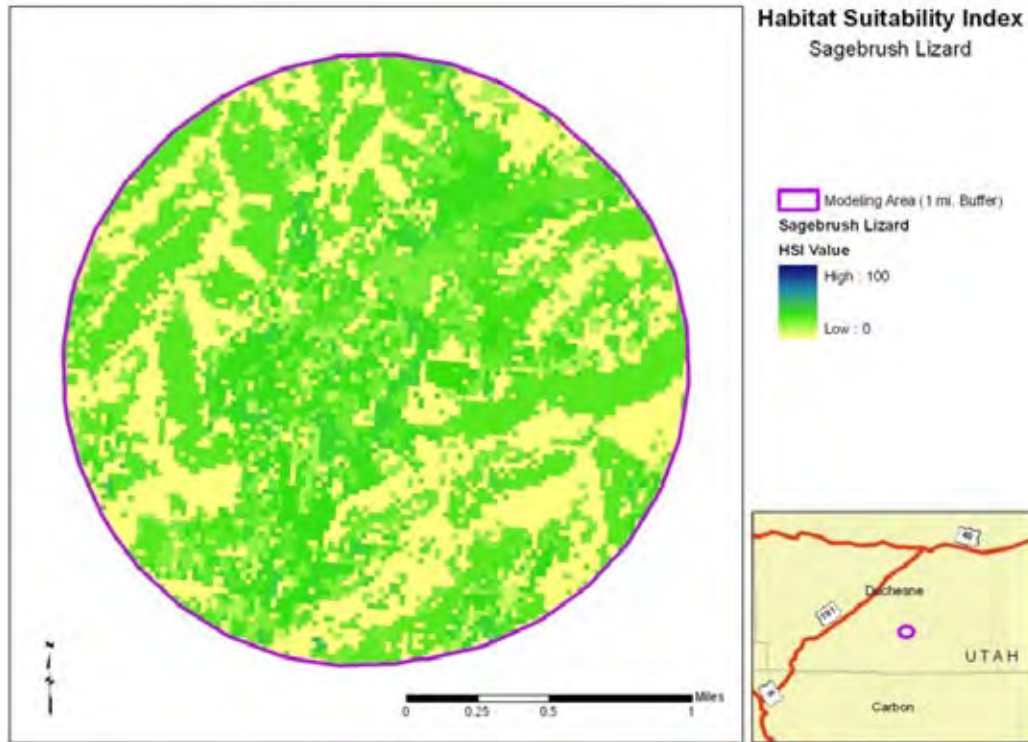 Habitat Suitability Index
Sagebrush Lizard
Modeling Area (1 mi. Buffer)
Sagebrush Lizard
HSI Value
High : 100
Low : 0
N
Miles
0 0.25 0.5 1
40
Duchesne
191
UTAH
6
Carbon